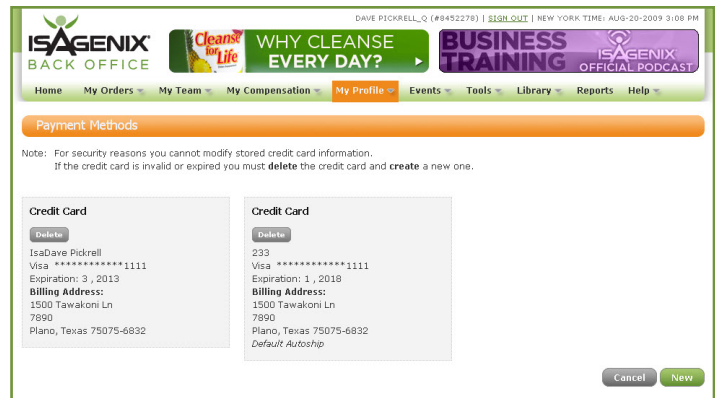 DAVE PICKRELL_Q (#8452278) | SIGN OUT | NEW YORK TIME: AUG-20-2009 3:08 PM
ISAGENIX
BACK OFFICE
Cleanse
for
Life
WHY CLEANSE
EVERY DAY?
BUSINESS
TRAINING
ISAGENIX
OFFICIAL PODCAST
Home My Orders My Team My Compensation My Profile Events Tools Library Reports Help
Payment Methods
Note: For security reasons you cannot modify stored credit card information.
If the credit card is invalid or expired you must delete the credit card and create a new one.
Credit Card
Delete
IsaDave Pickrell
Visa ************1111
Expiration: 3 , 2013
Billing Address:
1500 Tawakoni Ln
7890
Plano, Texas 75075-6832
Credit Card
Delete
233
Visa ************1111
Expiration: 1 , 2018
Billing Address:
1500 Tawakoni Ln
7890
Plano, Texas 75075-6832
Default Autoship
Cancel New